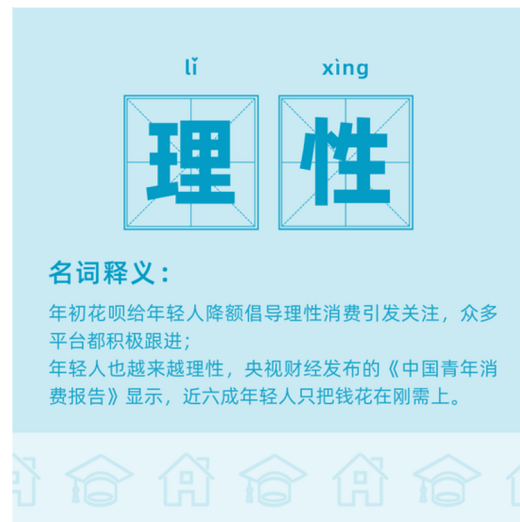 lǐ xìng
理性
名词释义：
年初花呗给年轻人降额倡导理性消费引发关注，众多
平台都积极跟进；
年轻人也越来越理性，央视财经发布的《中国青年消
费报告》显示，近六成年轻人只把钱花在刚需上。